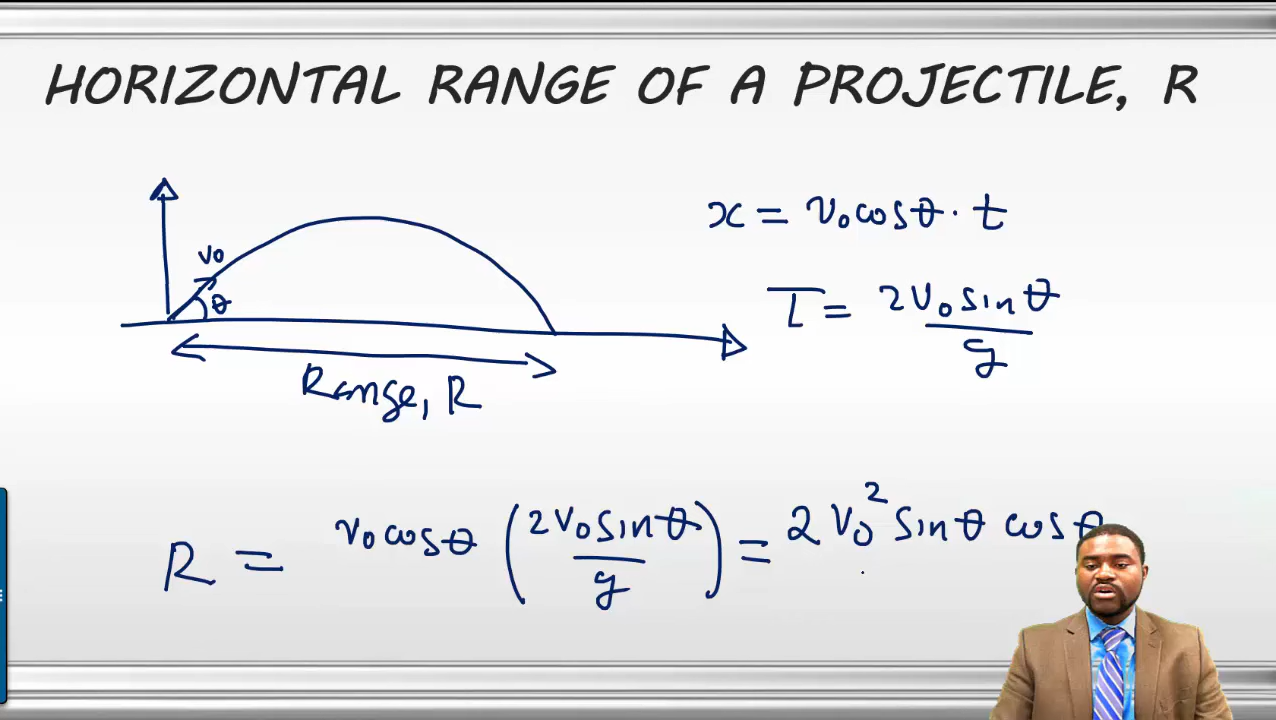 HORIZONTAL RANGE OF A PROJECTILE, R
v₀
θ
Range, R
x = v₀cosθ · t
T = 2v₀sinθ / g
R = v₀cosθ (2v₀sinθ / g) = 2v₀² sinθ cosθ